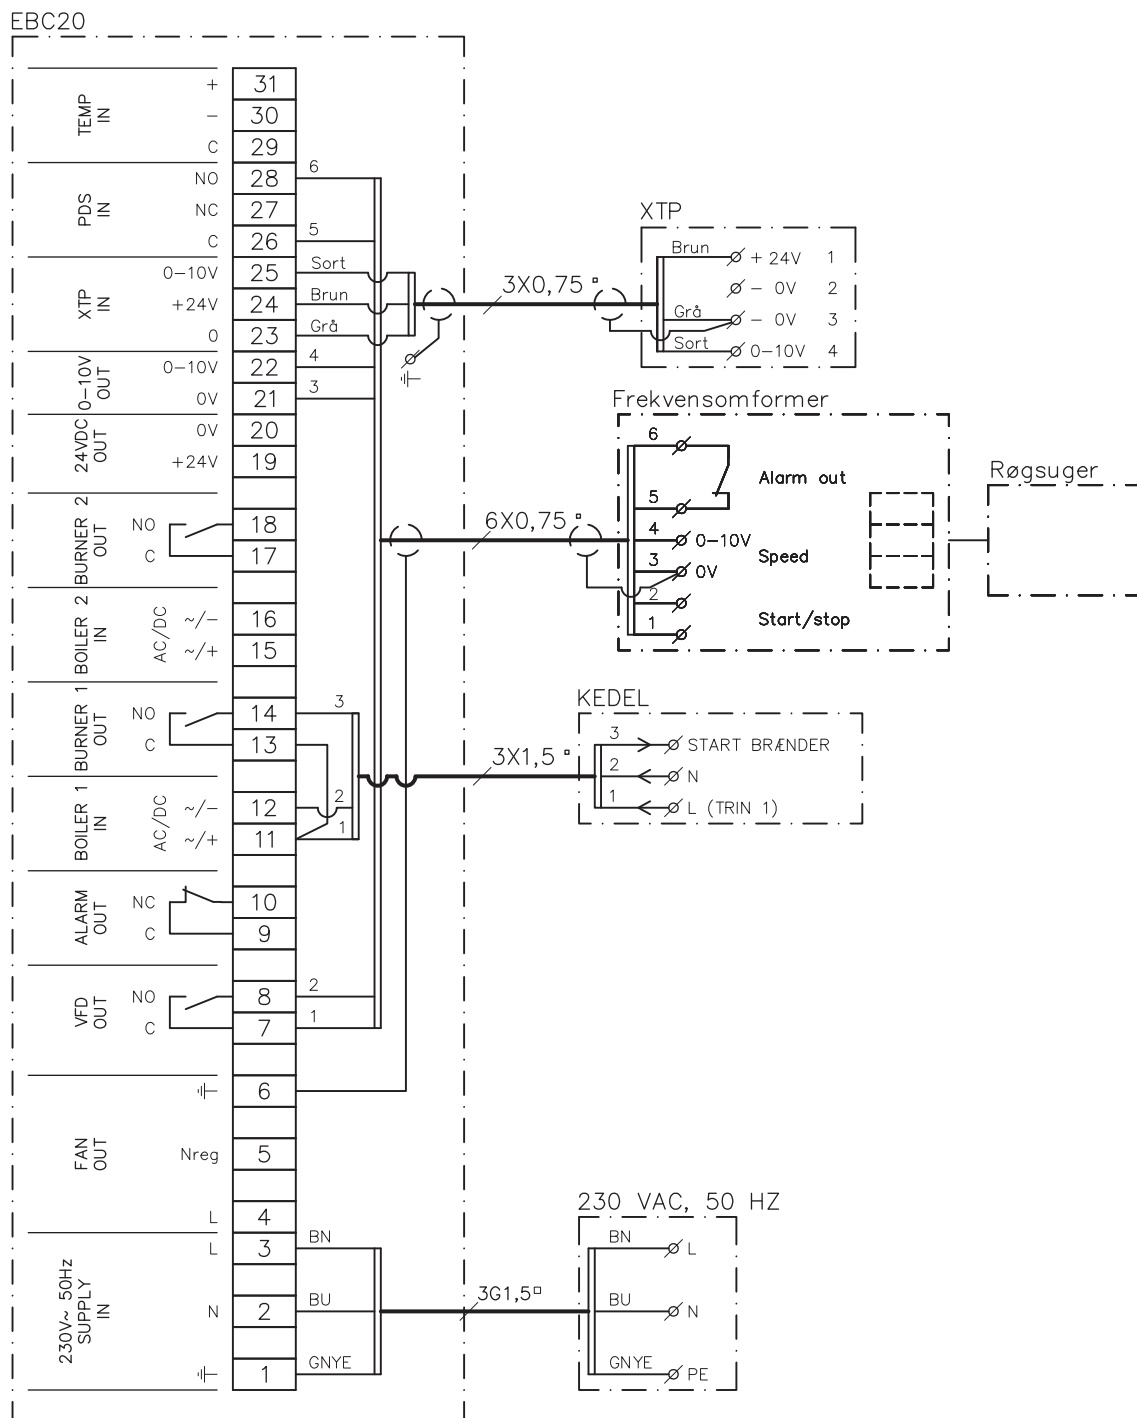 EBC20
TEMP
IN
+ 31
- 30
C 29
PDS
IN
NO 28 6
NC 27
C 26 5
XTP
IN
0-10V 25 Sort
+24V 24 Brun
0 23 Grå
0-10V
OUT
0-10V 22 4
0V 21 3
24VDC
OUT
0V 20
+24V 19
BURNER 2
OUT
NO 18
C 17
BOILER 2
IN
AC/DC
~/- 16
~/+ 15
BURNER 1
OUT
NO 14 3
C 13
BOILER 1
IN
AC/DC
~/- 12 2
~/+ 11 1
ALARM
OUT
NC 10
C 9
VFD
OUT
NO 8 2
C 7 1
FAN
OUT
6
Nreg 5
L 4
230V~ 50Hz
SUPPLY
IN
L 3 BN
N 2 BU
1 GNYE
3X0,75
XTP
Brun + 24V 1
- 0V 2
Grå - 0V 3
Sort 0-10V 4
6X0,75
Frekvensomformer
6
Alarm out
5
4 0-10V
Speed
3 0V
2
Start/stop
1
Røgsuger
3X1,5
KEDEL
3 START BRÆNDER
2 N
1 L (TRIN 1)
3G1,5
230 VAC, 50 HZ
BN L
BU N
GNYE PE